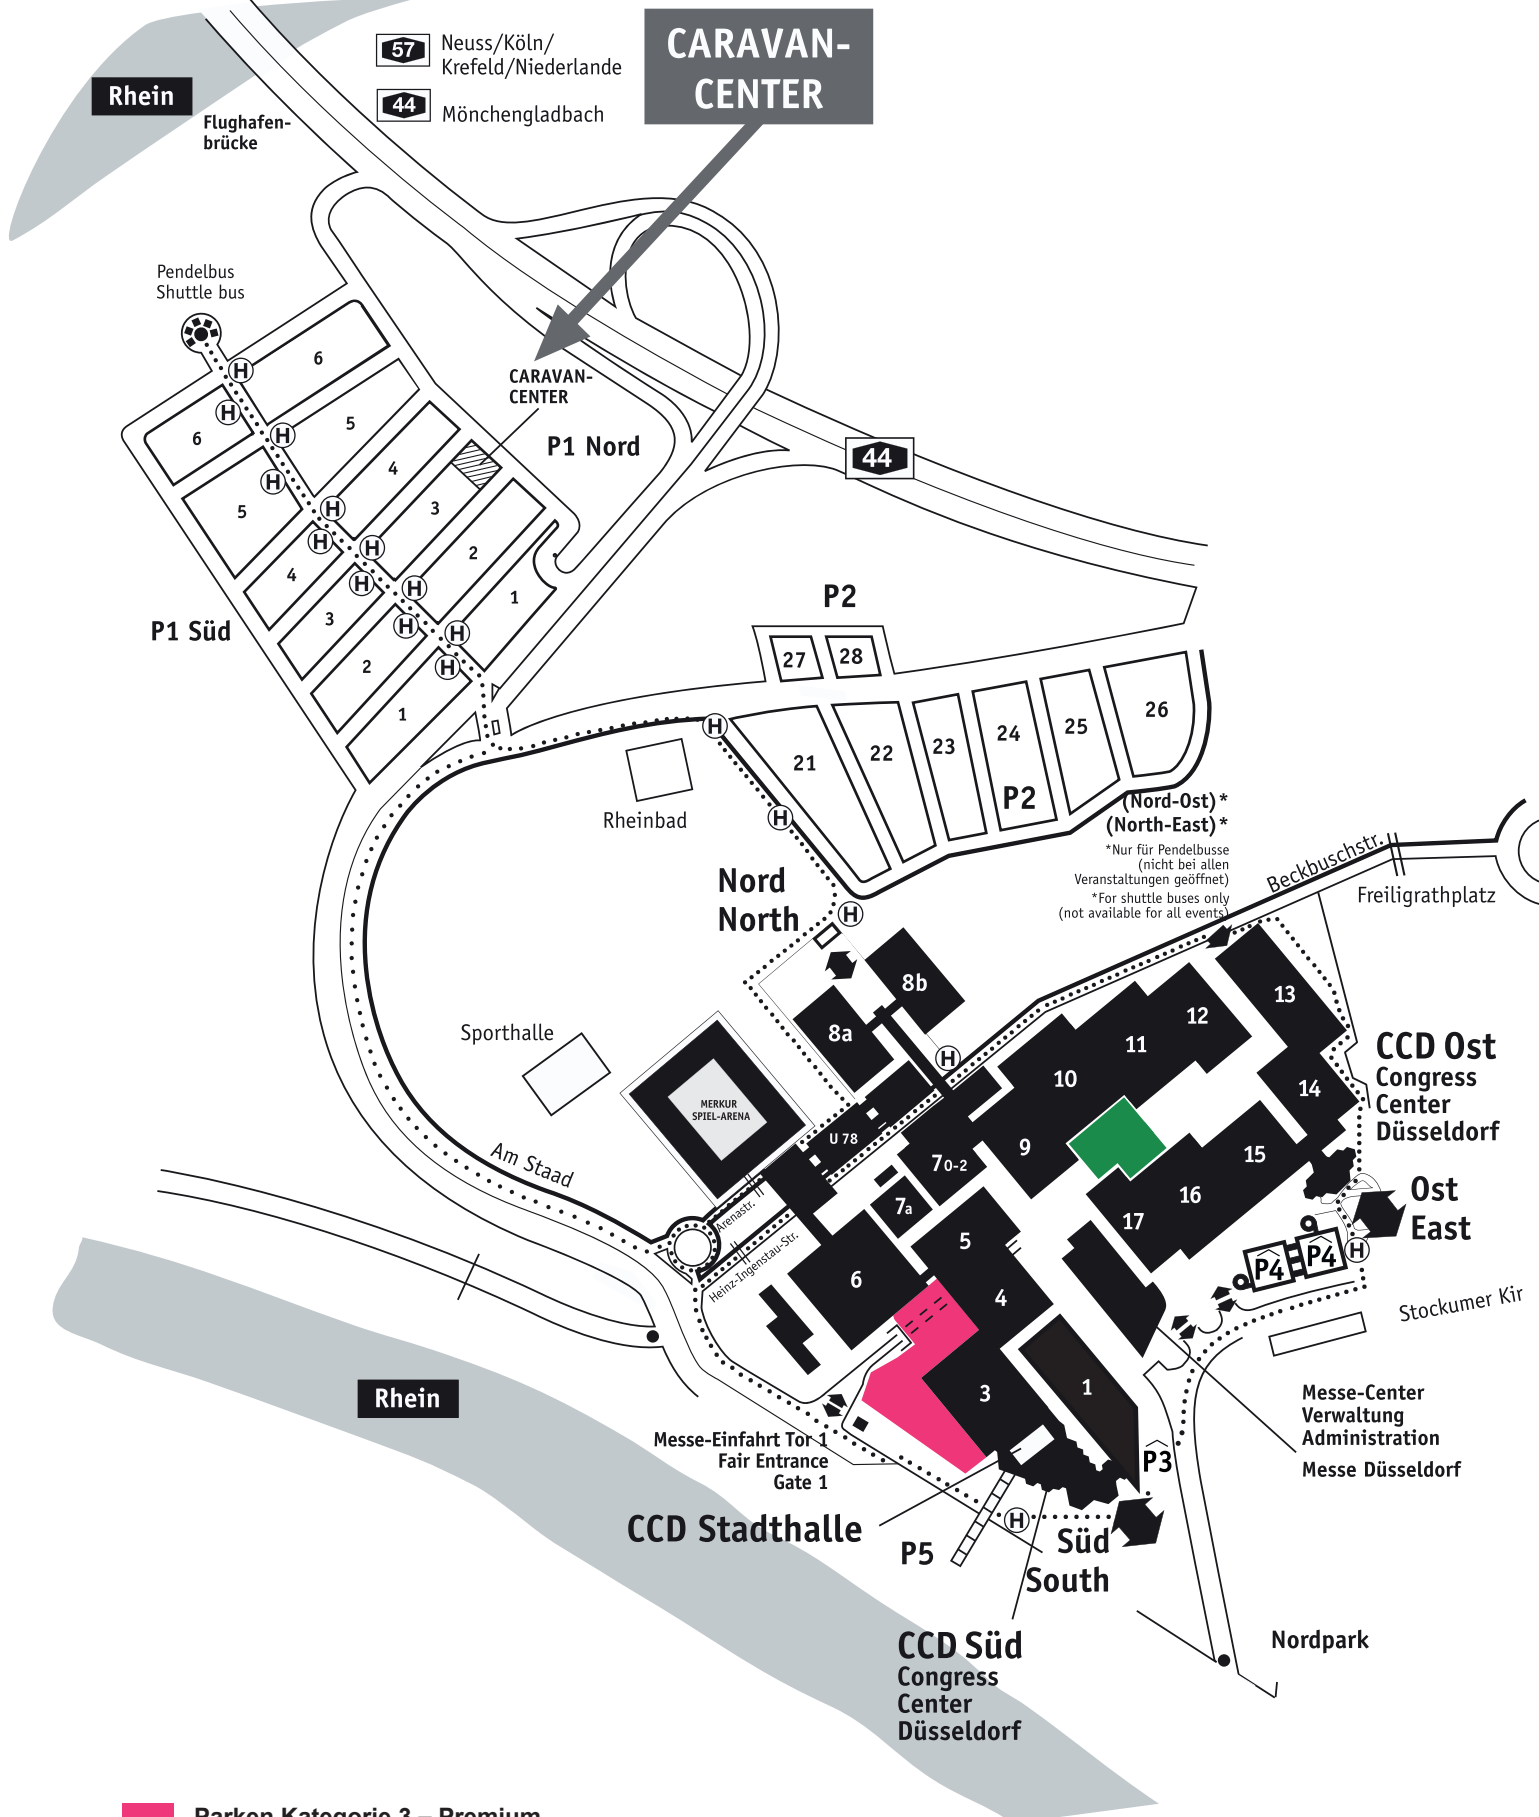 57
Neuss/Köln/
Krefeld/Niederlande
44
Mönchengladbach
CARAVAN-
CENTER
Rhein
Flughafen-
brücke
Pendelbus
Shuttle bus
CARAVAN-
CENTER
P1 Nord
44
6
5
4
3
2
1
6
5
4
3
2
1
H
H
H
H
H
H
H
H
H
H
H
H
P1 Süd
P2
27
28
21
22
23
24
25
26
P2
H
H
Rheinbad
(Nord-Ost)*
(North-East)*
*Nur für Pendelbusse
(nicht bei allen
Veranstaltungen geöffnet)
*For shuttle buses only
(not available for all events)
Beckbuschstr.
Freiligrathplatz
Nord
North
H
8b
8a
H
13
12
11
10
9
14
15
16
17
CCD Ost
Congress
Center
Düsseldorf
Sporthalle
MERKUR
SPIEL-ARENA
U 78
70-2
7a
5
6
4
3
1
Am Staad
Arenastr.
Heinz-Ingenstau-Str.
Ost
East
P4
P4
H
Stockumer Kir
Rhein
Messe-Center
Verwaltung
Administration
Messe Düsseldorf
Messe-Einfahrt Tor 1
Fair Entrance
Gate 1
P3
CCD Stadthalle
P5
H
Süd
South
CCD Süd
Congress
Center
Düsseldorf
Nordpark
Parken Kategorie 3 – Premium